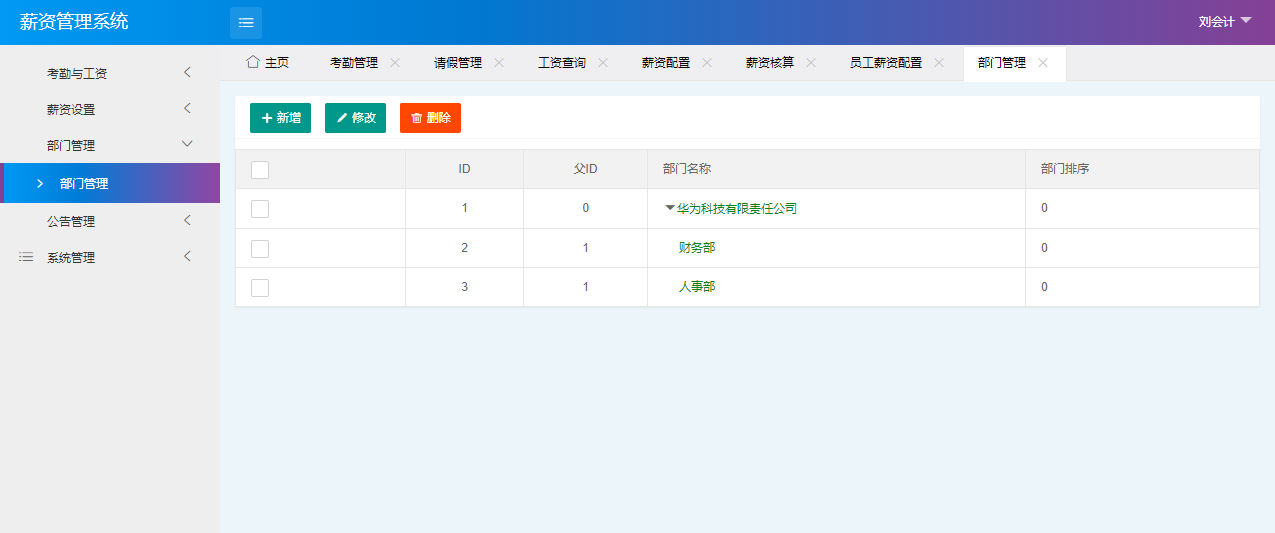 薪资管理系统
刘会计
主页 考勤管理 请假管理 工资查询 薪资配置 薪资核算 员工薪资配置 部门管理
考勤与工资
薪资设置
部门管理
部门管理
公告管理
系统管理
新增 修改 删除
ID 父ID 部门名称 部门排序
1 0 华为科技有限责任公司 0
2 1 财务部 0
3 1 人事部 0